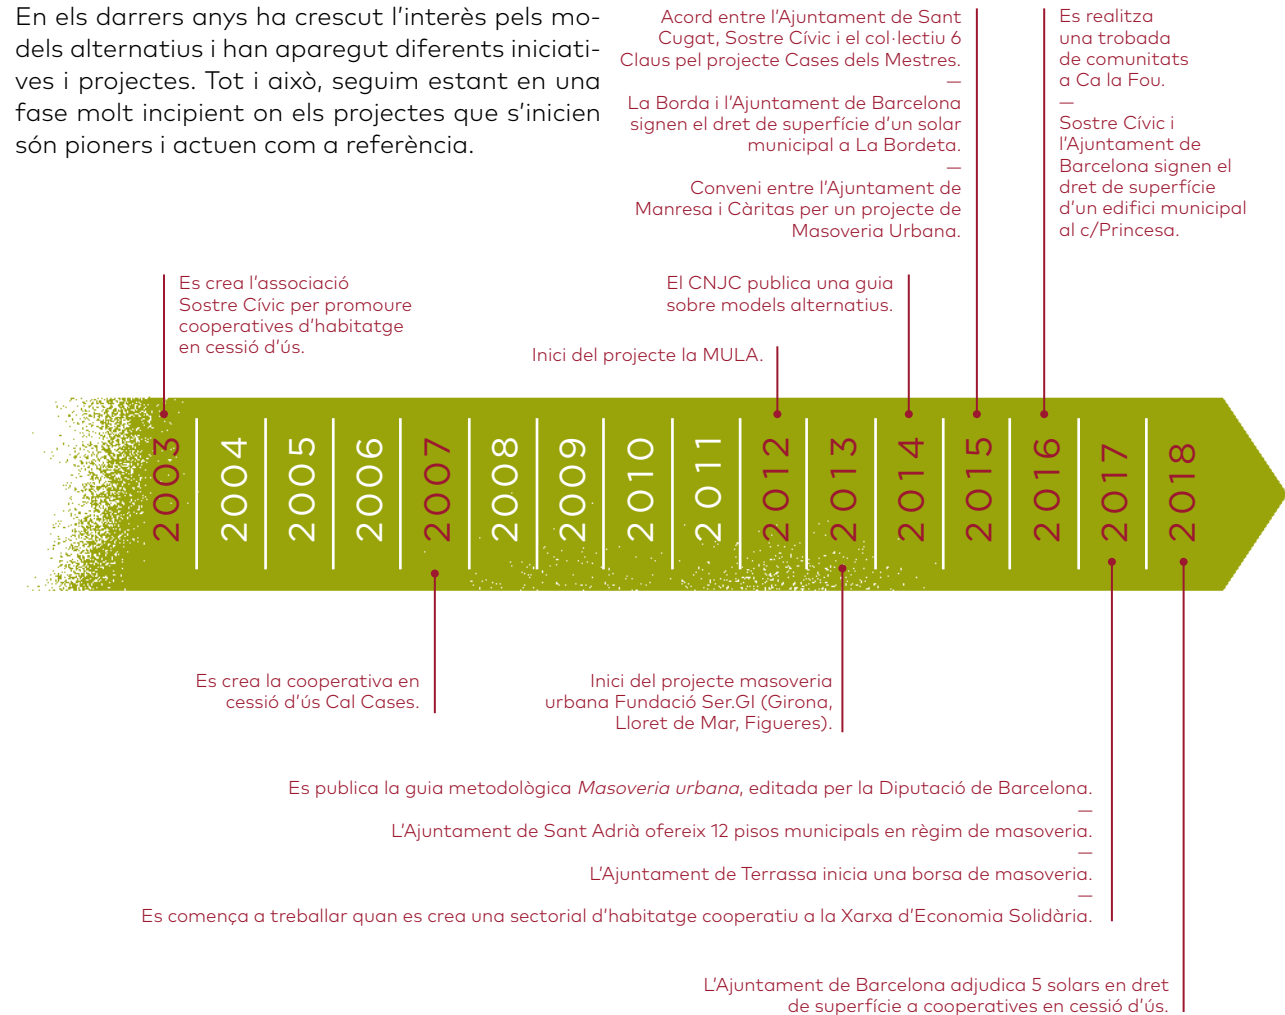 En els darrers anys ha crescut l'interès pels mo-
dels alternatius i han aparegut diferents iniciati-
ves i projectes. Tot i això, seguim estant en una
fase molt incipient on els projectes que s'inicien
són pioners i actuen com a referència.
Acord entre l'Ajuntament de Sant
Cugat, Sostre Cívic i el col·lectiu 6
Claus pel projecte Cases dels Mestres.
—
La Borda i l'Ajuntament de Barcelona
signen el dret de superfície d'un solar
municipal a La Bordeta.
—
Conveni entre l'Ajuntament de
Manresa i Càritas per un projecte de
Masoveria Urbana.
Es realitza
una trobada
de comunitats
a Ca la Fou.
—
Sostre Cívic i
l'Ajuntament de
Barcelona signen el
dret de superfície
d'un edifici municipal
al c/Princesa.
Es crea l'associació
Sostre Cívic per promoure
cooperatives d'habitatge
en cessió d'ús.
El CNJC publica una guia
sobre models alternatius.
Inici del projecte la MULA.
2003
2004
2005
2006
2007
2008
2009
2010
2011
2012
2013
2014
2015
2016
2017
2018
Es crea la cooperativa en
cessió d'ús Cal Cases.
Inici del projecte masoveria
urbana Fundació Ser.GI (Girona,
Lloret de Mar, Figueres).
Es publica la guia metodològica Masoveria urbana, editada per la Diputació de Barcelona.
—
L'Ajuntament de Sant Adrià ofereix 12 pisos municipals en règim de masoveria.
—
L'Ajuntament de Terrassa inicia una borsa de masoveria.
—
Es comença a treballar quan es crea una sectorial d'habitatge cooperatiu a la Xarxa d'Economia Solidària.
L'Ajuntament de Barcelona adjudica 5 solars en dret
de superfície a cooperatives en cessió d'ús.